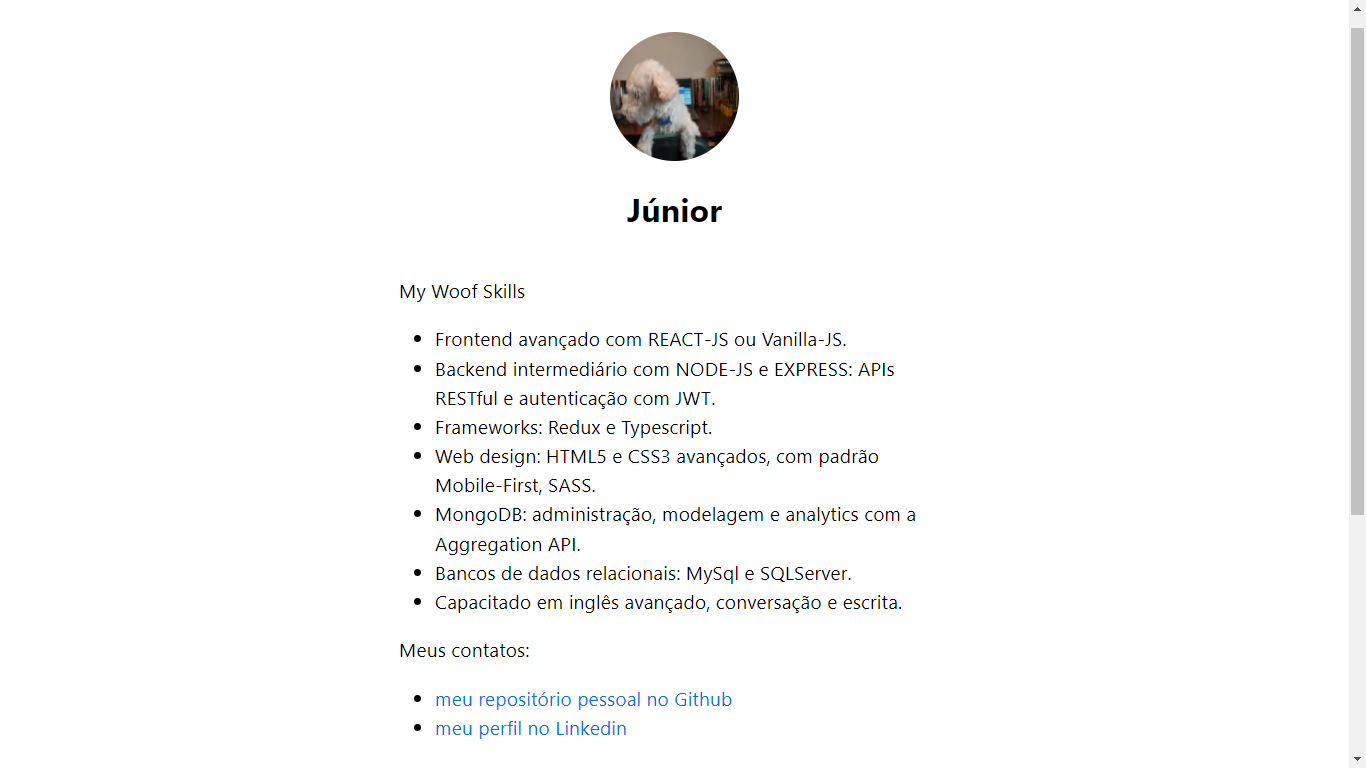 Júnior
My Woof Skills
Frontend avançado com REACT-JS ou Vanilla-JS.
Backend intermediário com NODE-JS e EXPRESS: APIs
RESTful e autenticação com JWT.
Frameworks: Redux e Typescript.
Web design: HTML5 e CSS3 avançados, com padrão
Mobile-First, SASS.
MongoDB: administração, modelagem e analytics com a
Aggregation API.
Bancos de dados relacionais: MySql e SQLServer.
Capacitado em inglês avançado, conversação e escrita.
Meus contatos:
meu repositório pessoal no Github
meu perfil no Linkedin